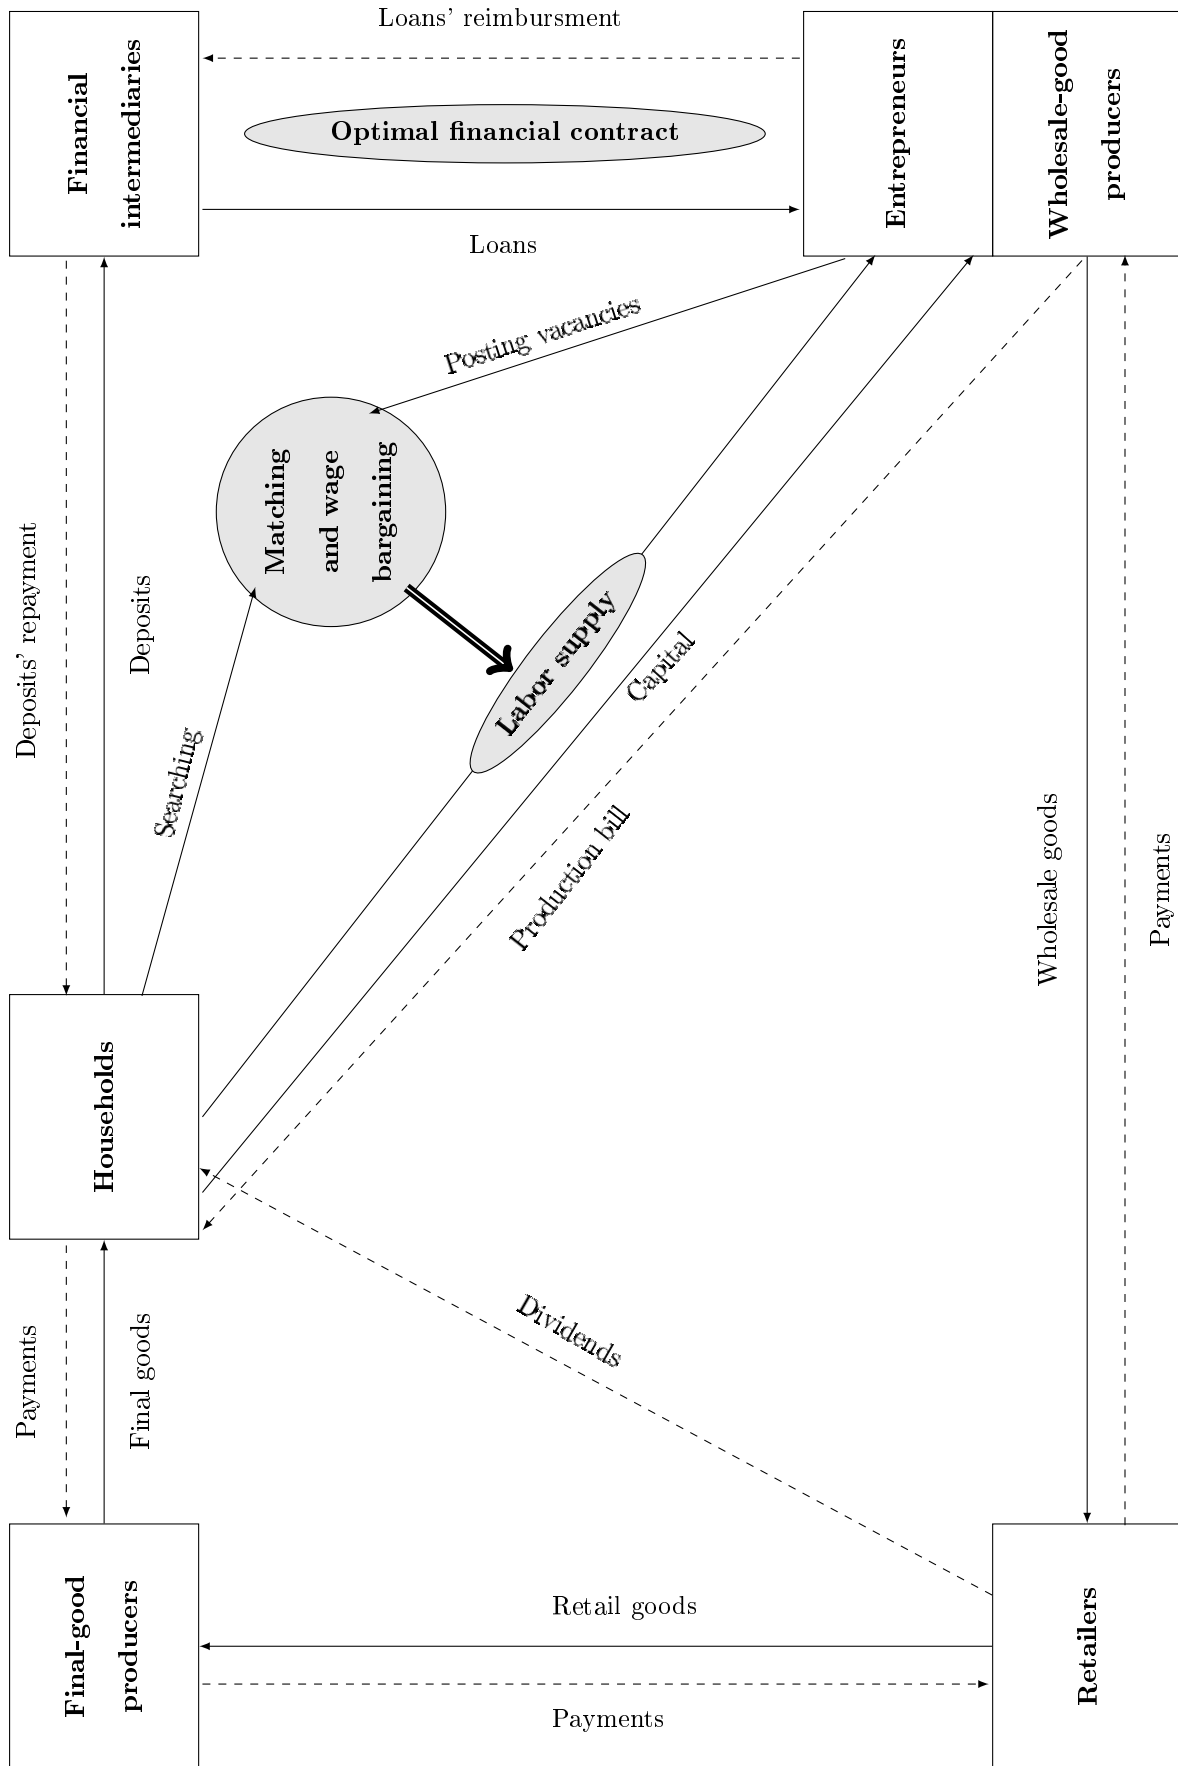 Loans' reimbursment
Financial
intermediaries
Optimal financial contract
Entrepreneurs
Wholesale-good
producers
Loans
Posting vacancies
Matching
and wage
bargaining
Deposits' repayment
Deposits
Searching
Labor supply
Capital
Production bill
Wholesale goods
Payments
Households
Payments
Final goods
Dividends
Final-good
producers
Retail goods
Payments
Retailers